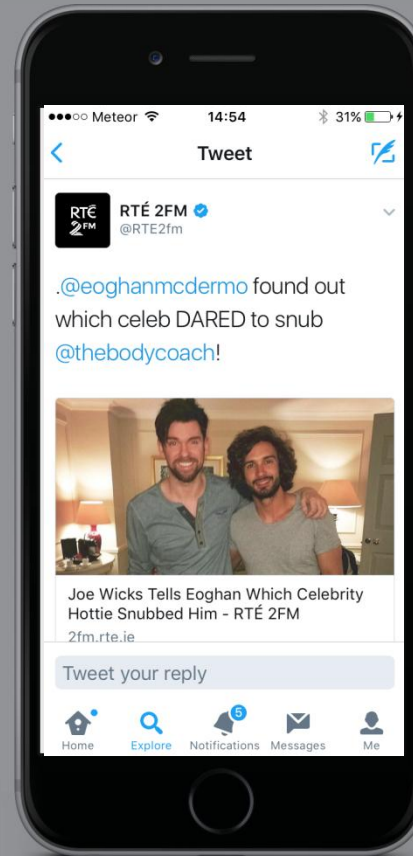 Meteor 14:54 31%
Tweet
RTÉ
2FM
RTÉ 2FM
@RTE2fm
.@eoghanmcdermo found out
which celeb DARED to snub
@thebodycoach!
Joe Wicks Tells Eoghan Which Celebrity
Hottie Snubbed Him - RTÉ 2FM
2fm.rte.ie
Tweet your reply
5
Home Explore Notifications Messages Me